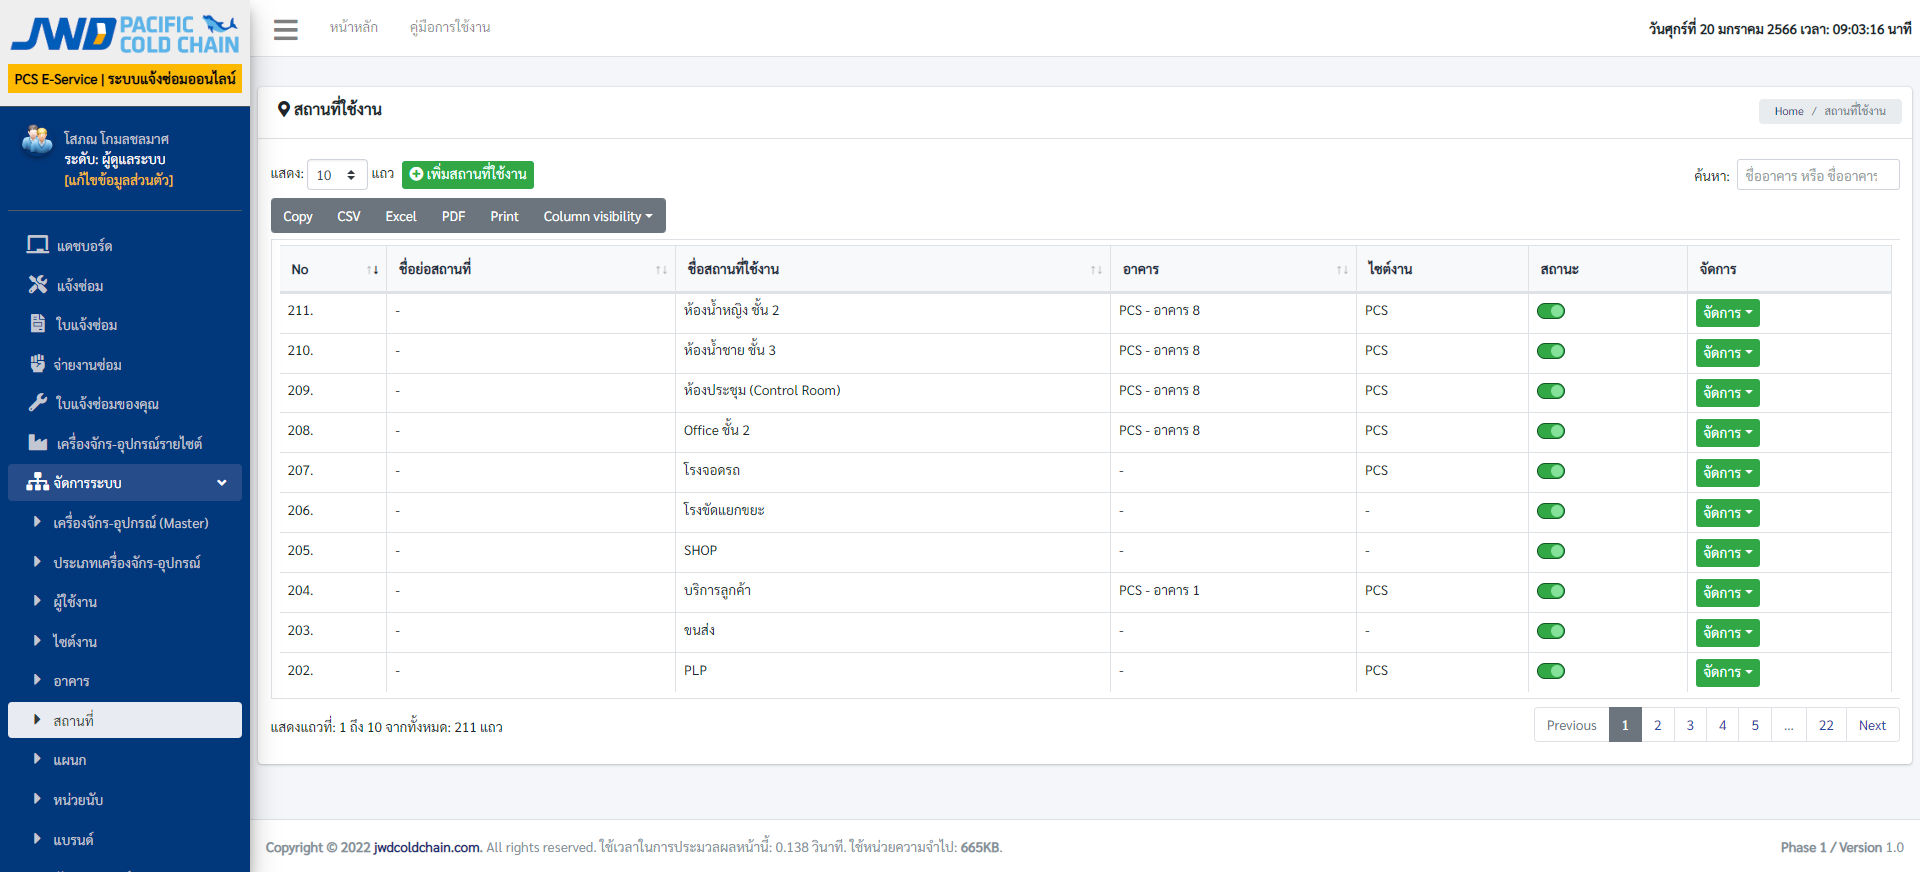 JWD PACIFIC COLD CHAIN
PCS E-Service | ระบบแจ้งซ่อมออนไลน์
โสภณ โกมลชลมาศ
ระดับ: ผู้ดูแลระบบ
[แก้ไขข้อมูลส่วนตัว]
แดชบอร์ด
แจ้งซ่อม
ใบแจ้งซ่อม
จ่ายงานซ่อม
ใบแจ้งซ่อมของคุณ
เครื่องจักร-อุปกรณ์รายไซต์
จัดการระบบ
เครื่องจักร-อุปกรณ์ (Master)
ประเภทเครื่องจักร-อุปกรณ์
ผู้ใช้งาน
ไซต์งาน
อาคาร
สถานที่
แผนก
หน่วยนับ
แบรนด์
หน้าหลัก คู่มือการใช้งาน วันศุกร์ที่ 20 มกราคม 2566 เวลา: 09:03:16 นาที
สถานที่ใช้งาน Home / สถานที่ใช้งาน
แสดง: 10 แถว เพิ่มสถานที่ใช้งาน ค้นหา: ชื่ออาคาร หรือ ชื่ออาคาร
Copy CSV Excel PDF Print Column visibility
No ชื่อย่อสถานที่ ชื่อสถานที่ใช้งาน อาคาร ไซต์งาน สถานะ จัดการ
211. - ห้องน้ำหญิง ชั้น 2 PCS - อาคาร 8 PCS จัดการ
210. - ห้องน้ำชาย ชั้น 3 PCS - อาคาร 8 PCS จัดการ
209. - ห้องประชุม (Control Room) PCS - อาคาร 8 PCS จัดการ
208. - Office ชั้น 2 PCS - อาคาร 8 PCS จัดการ
207. - โรงจอดรถ - PCS จัดการ
206. - โรงขัดแยกขยะ - - จัดการ
205. - SHOP - - จัดการ
204. - บริการลูกค้า PCS - อาคาร 1 PCS จัดการ
203. - ขนส่ง - - จัดการ
202. - PLP - PCS จัดการ
แสดงแถวที่: 1 ถึง 10 จากทั้งหมด: 211 แถว Previous 1 2 3 4 5 ... 22 Next
Copyright © 2022 jwdcoldchain.com. All rights reserved. ใช้เวลาในการประมวลผลหน้านี้: 0.138 วินาที. ใช้หน่วยความจำไป: 665KB. Phase 1 / Version 1.0